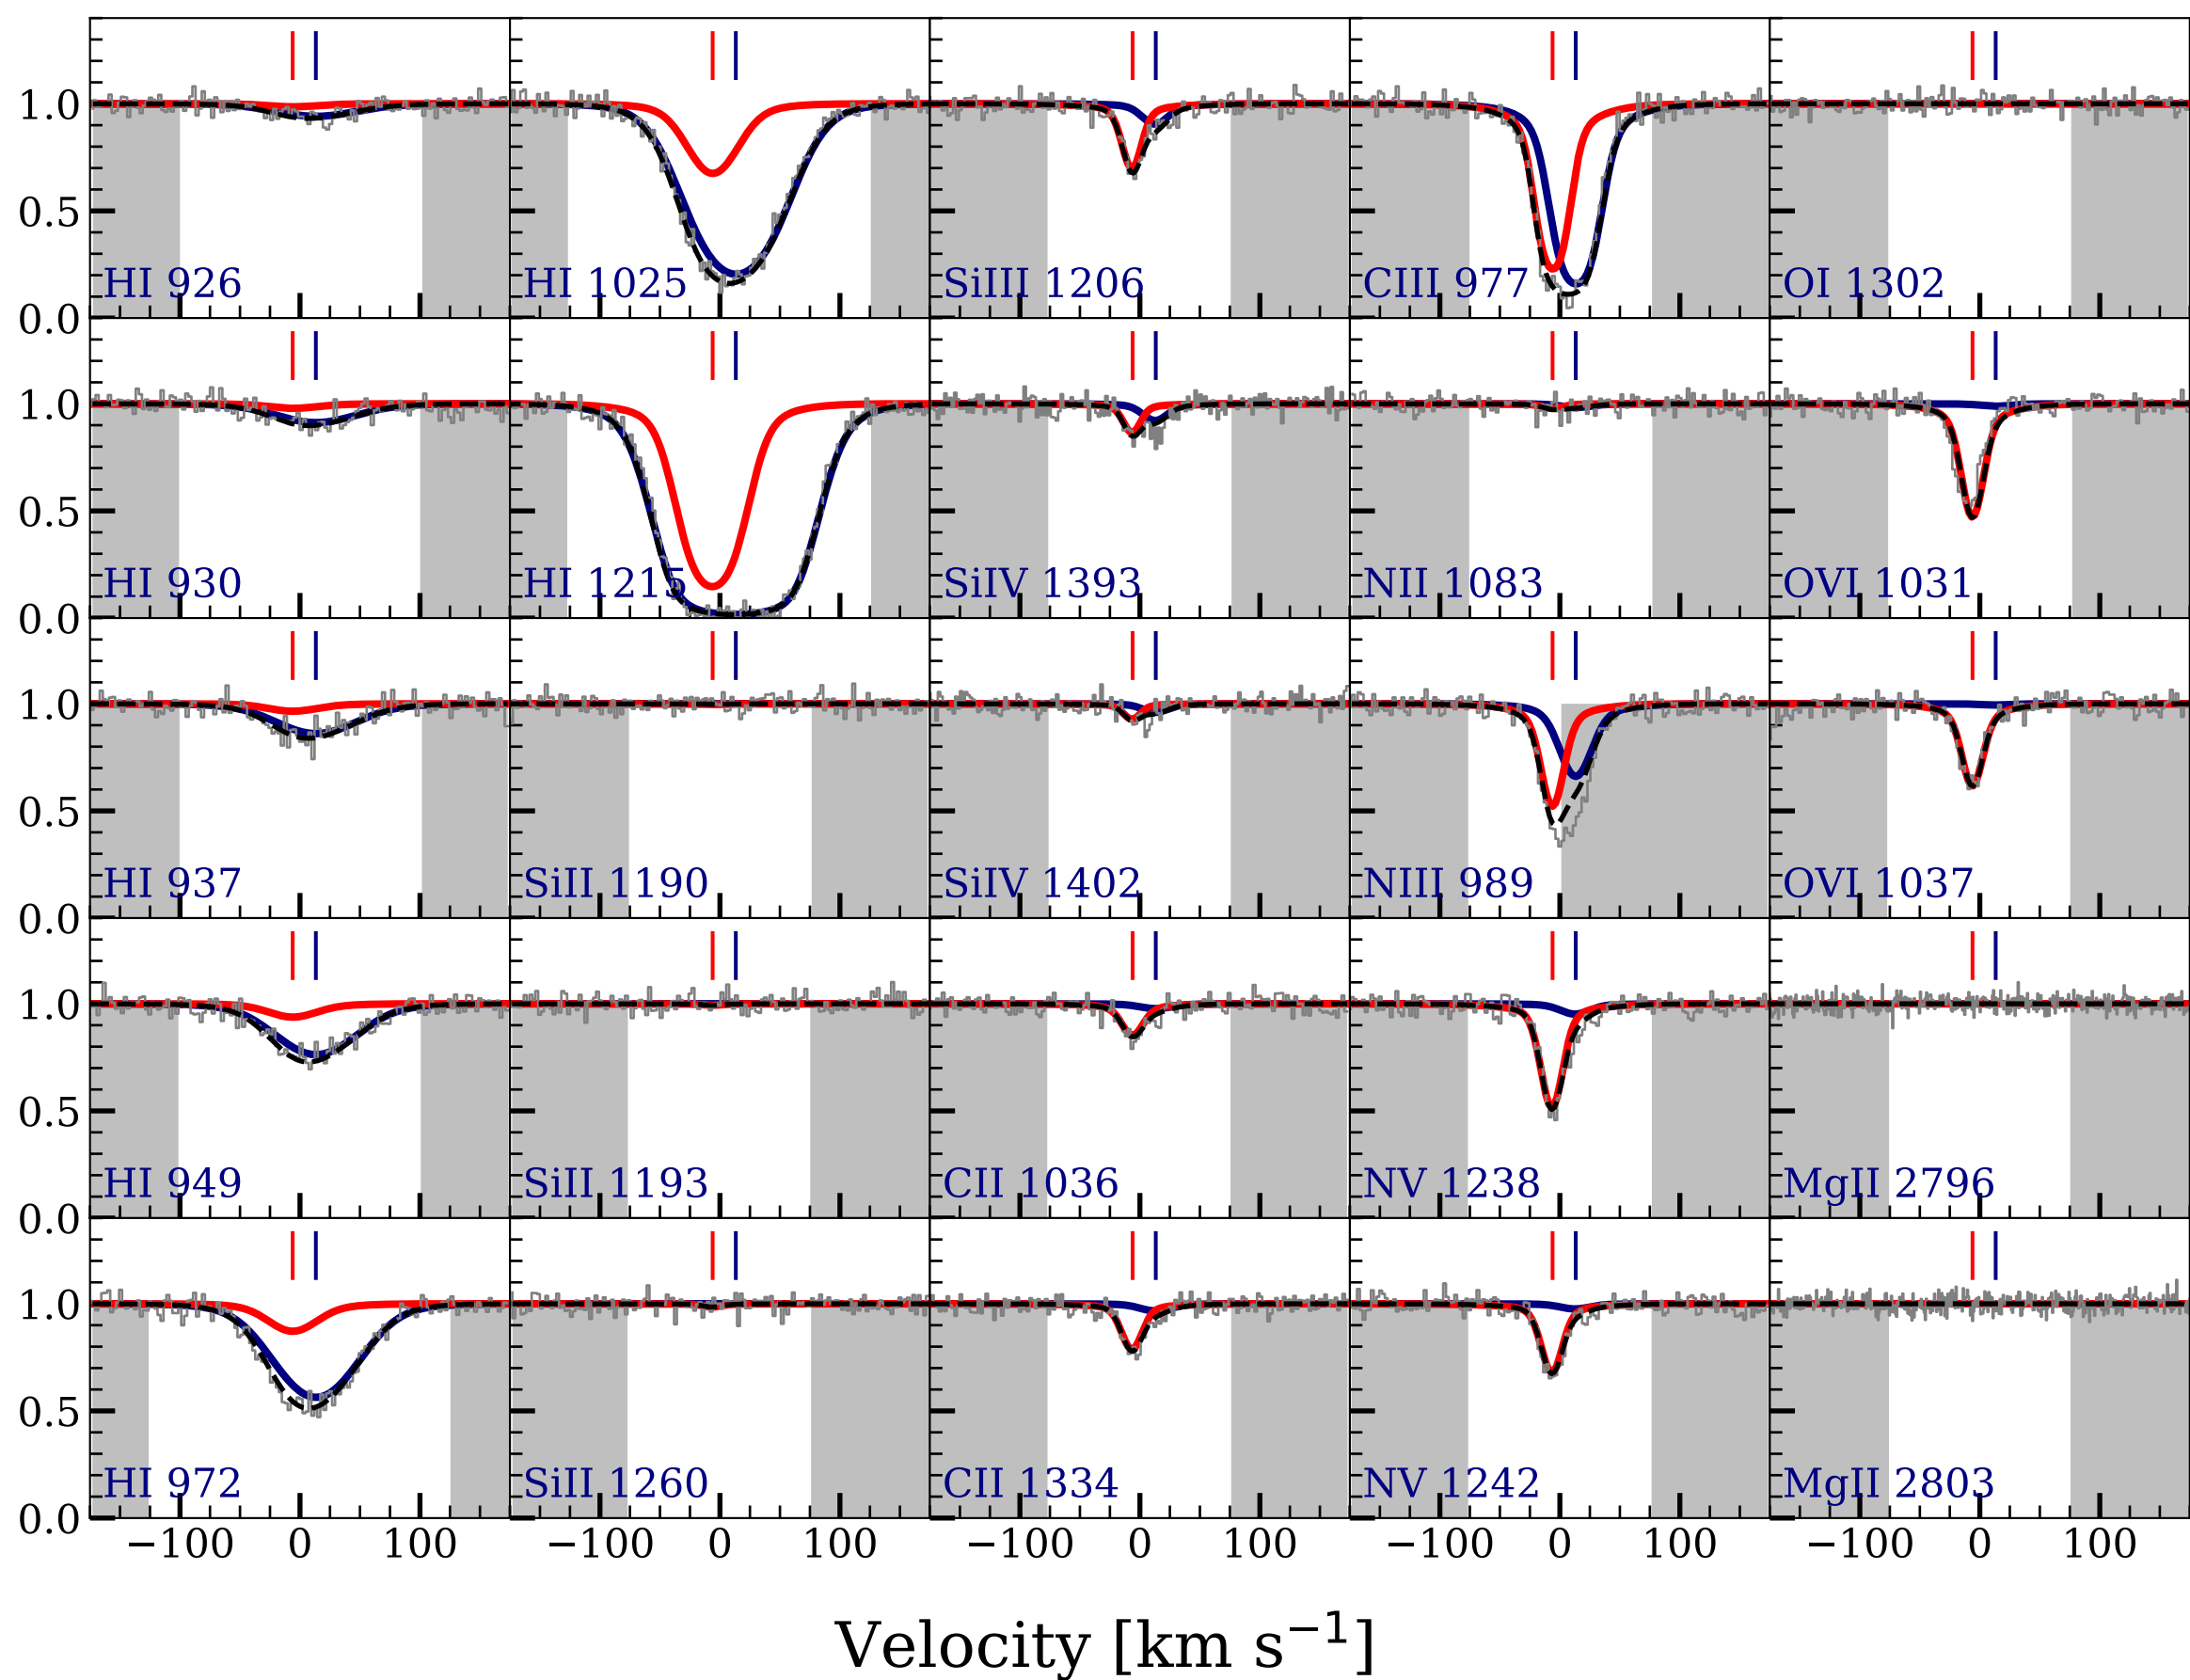 1.0
0.5
0.0
HI 926
HI 1025
SiIII 1206
CIII 977
OI 1302
1.0
0.5
0.0
HI 930
HI 1215
SiIV 1393
NII 1083
OVI 1031
1.0
0.5
0.0
HI 937
SiII 1190
SiIV 1402
NIII 989
OVI 1037
1.0
0.5
0.0
HI 949
SiII 1193
CII 1036
NV 1238
MgII 2796
1.0
0.5
0.0
HI 972
SiII 1260
CII 1334
NV 1242
MgII 2803
−100 0 100 −100 0 100 −100 0 100 −100 0 100 −100 0 100
Velocity [km s⁻¹]